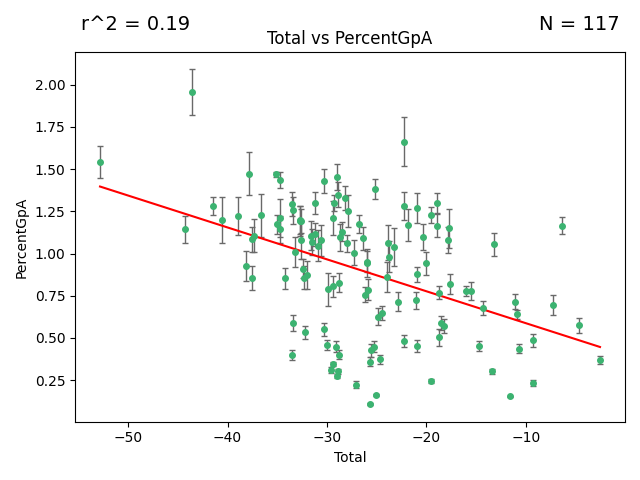 r^2 = 0.19
N = 117
Total vs PercentGpA
2.00
1.75
1.50
1.25
1.00
0.75
0.50
0.25
PercentGpA
−50
−40
−30
−20
−10
Total